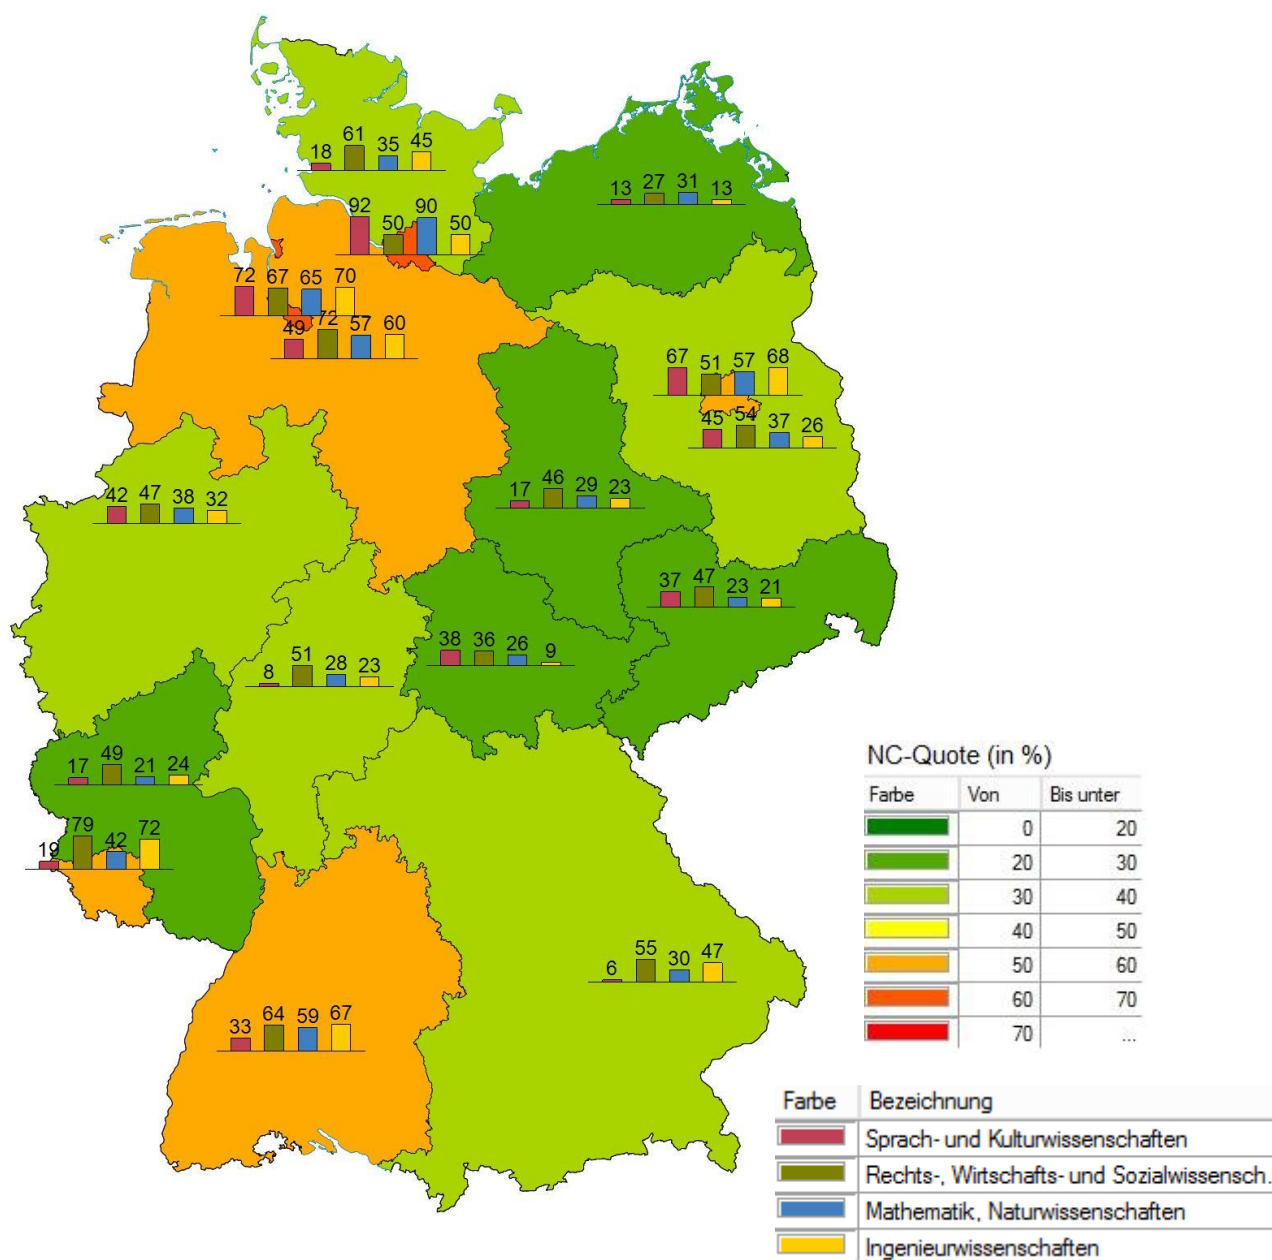 18 61 35 45
13 27 31 13
92 50 90 50
72 67 65 70
49 72 57 60
67 51 57 68
45 54 37 26
17 46 29 23
42 47 38 32
37 47 23 21
38 36 26 9
8 51 28 23
17 49 21 24
19 79 42 72
6 55 30 47
33 64 59 67
NC-Quote (in %)
Farbe Von Bis unter
0 20
20 30
30 40
40 50
50 60
60 70
70 ...
Farbe Bezeichnung
Sprach- und Kulturwissenschaften
Rechts-, Wirtschafts- und Sozialwissensch.
Mathematik, Naturwissenschaften
Ingenieurwissenschaften